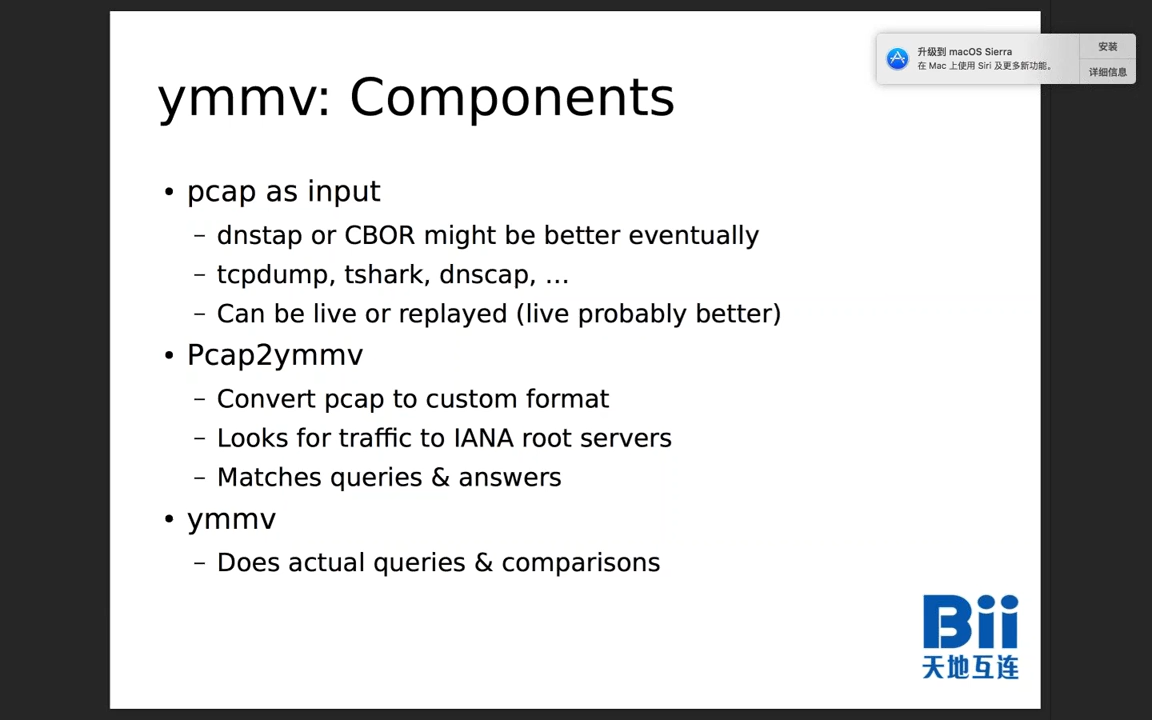 ymmv: Components
升级到 macOS Sierra
在 Mac 上使用 Siri 及更多新功能。
安装
详细信息
• pcap as input
– dnstap or CBOR might be better eventually
– tcpdump, tshark, dnscap, ...
– Can be live or replayed (live probably better)
• Pcap2ymmv
– Convert pcap to custom format
– Looks for traffic to IANA root servers
– Matches queries & answers
• ymmv
– Does actual queries & comparisons
Bii
天地互连